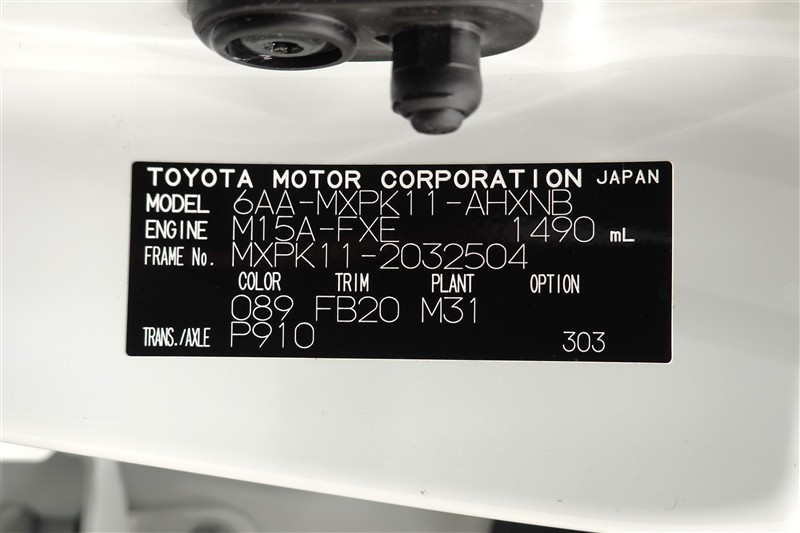 TOYOTA MOTOR CORPORATION JAPAN
MODEL 6AA-MXPK11-AHXNB
ENGINE M15A-FXE 1490 mL
FRAME No. MXPK11-2032504
COLOR TRIM PLANT OPTION
089 FB20 M31
TRANS./AXLE P910 303